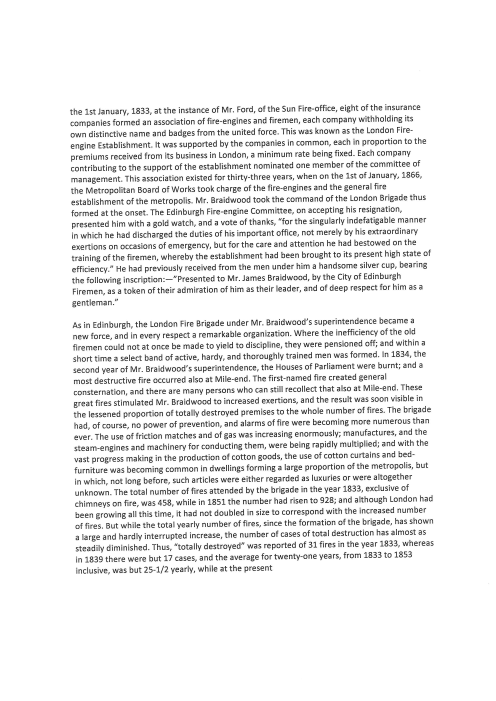 the 1st January, 1833, at the instance of Mr. Ford, of the Sun Fire-office, eight of the insurance
companies formed an association of fire-engines and firemen, each company withholding its
own distinctive name and badges from the united force. This was known as the London Fire-
engine Establishment. It was supported by the companies in common, each in proportion to the
premiums received from its business in London, a minimum rate being fixed. Each company
contributing to the support of the establishment nominated one member of the committee of
management. This association existed for thirty-three years, when on the 1st of January, 1866,
the Metropolitan Board of Works took charge of the fire-engines and the general fire
establishment of the metropolis. Mr. Braidwood took the command of the London Brigade thus
formed at the onset. The Edinburgh Fire-engine Committee, on accepting his resignation,
presented him with a gold watch, and a vote of thanks, "for the singularly indefatigable manner
in which he had discharged the duties of his important office, not merely by his extraordinary
exertions on occasions of emergency, but for the care and attention he had bestowed on the
training of the firemen, whereby the establishment had been brought to its present high state of
efficiency." He had previously received from the men under him a handsome silver cup, bearing
the following inscription:—"Presented to Mr. James Braidwood, by the City of Edinburgh
Firemen, as a token of their admiration of him as their leader, and of deep respect for him as a
gentleman."
As in Edinburgh, the London Fire Brigade under Mr. Braidwood's superintendence became a
new force, and in every respect a remarkable organization. Where the inefficiency of the old
firemen could not at once be made to yield to discipline, they were pensioned off; and within a
short time a select band of active, hardy, and thoroughly trained men was formed. In 1834, the
second year of Mr. Braidwood's superintendence, the Houses of Parliament were burnt; and a
most destructive fire occurred also at Mile-end. The first-named fire created general
consternation, and there are many persons who can still recollect that also at Mile-end. These
great fires stimulated Mr. Braidwood to increased exertions, and the result was soon visible in
the lessened proportion of totally destroyed premises to the whole number of fires. The brigade
had, of course, no power of prevention, and alarms of fire were becoming more numerous than
ever. The use of friction matches and of gas was increasing enormously; manufactures, and the
steam-engines and machinery for conducting them, were being rapidly multiplied; and with the
vast progress making in the production of cotton goods, the use of cotton curtains and bed-
furniture was becoming common in dwellings forming a large proportion of the metropolis, but
in which, not long before, such articles were either regarded as luxuries or were altogether
unknown. The total number of fires attended by the brigade in the year 1833, exclusive of
chimneys on fire, was 458, while in 1851 the number had risen to 928; and although London had
been growing all this time, it had not doubled in size to correspond with the increased number
of fires. But while the total yearly number of fires, since the formation of the brigade, has shown
a large and hardly interrupted increase, the number of cases of total destruction has almost as
steadily diminished. Thus, "totally destroyed" was reported of 31 fires in the year 1833, whereas
in 1839 there were but 17 cases, and the average for twenty-one years, from 1833 to 1853
inclusive, was but 25-1/2 yearly, while at the present